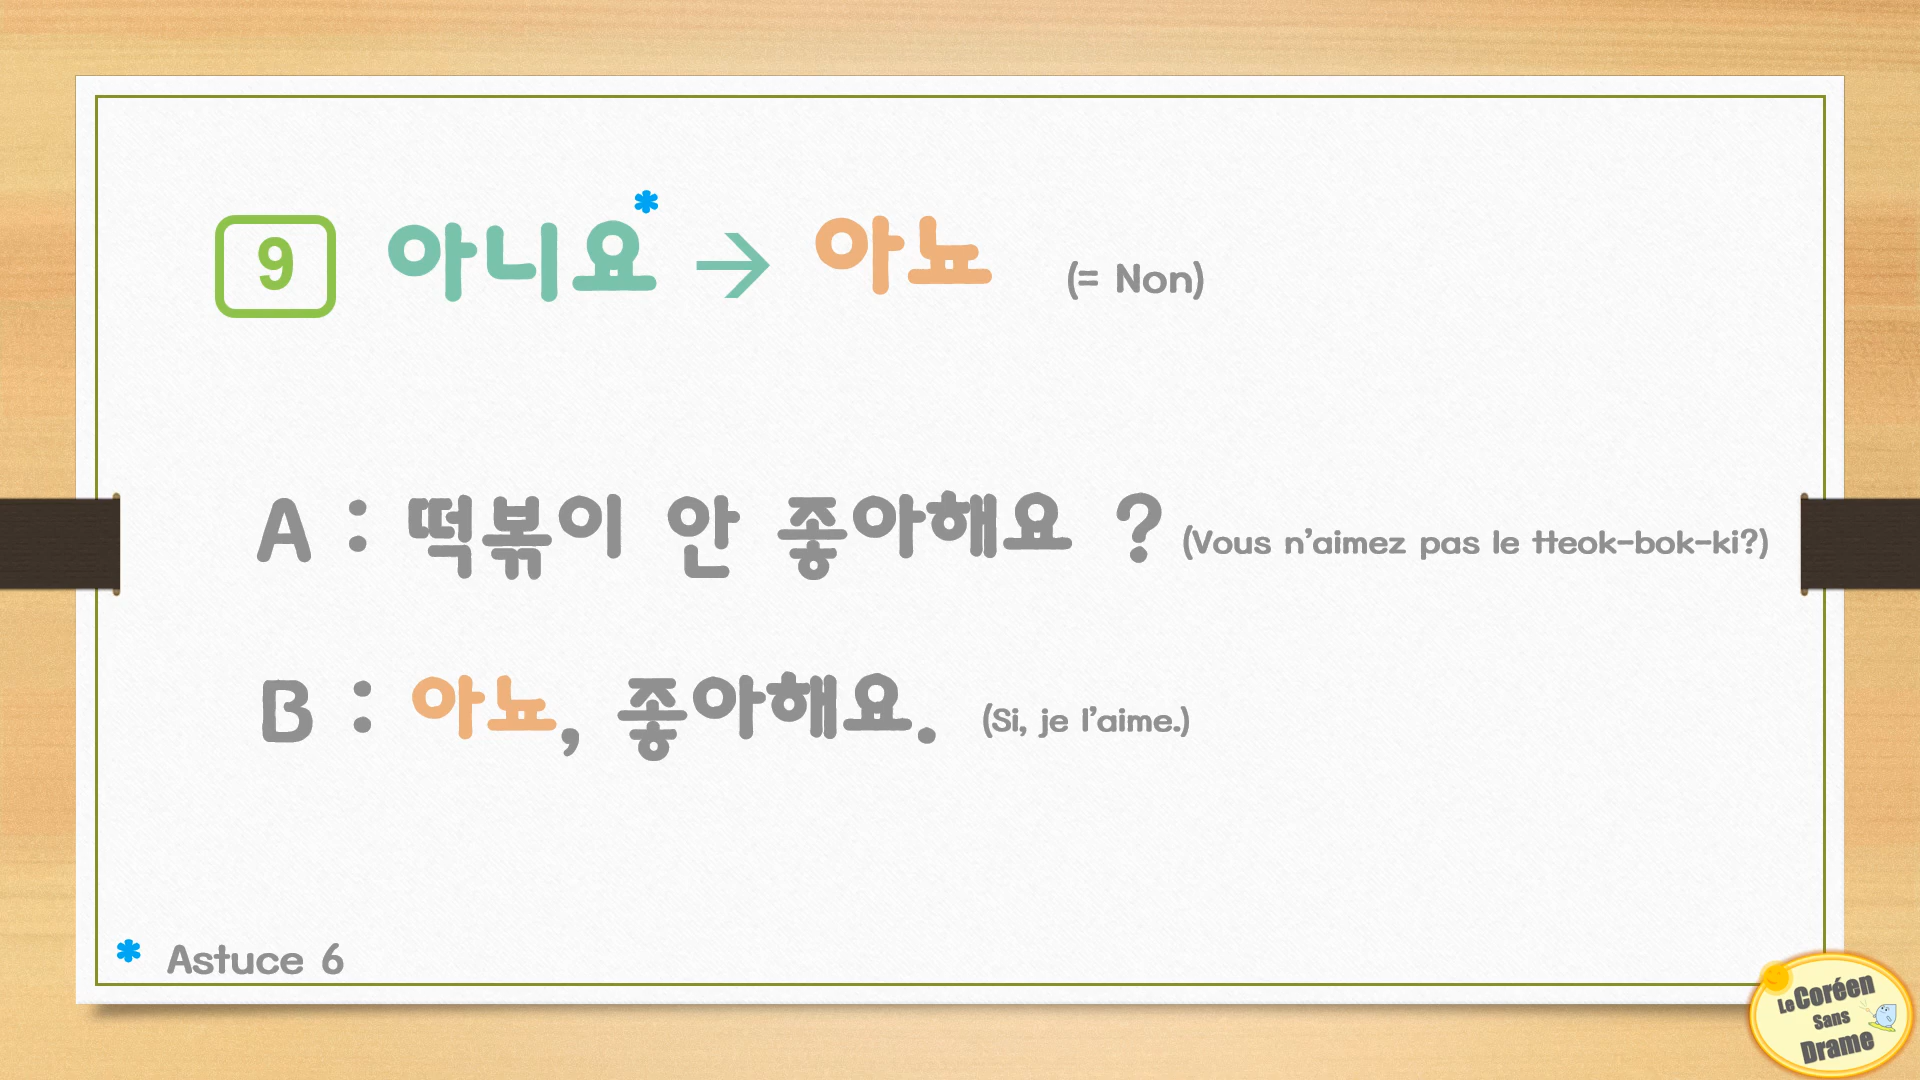 9 아니요* → 아뇨 (= Non)
A : 떡볶이 안 좋아해요 ? (Vous n'aimez pas le tteok-bok-ki?)
B : 아뇨, 좋아해요. (Si, je l'aime.)
* Astuce 6
Le Coréen
Sans
Drame